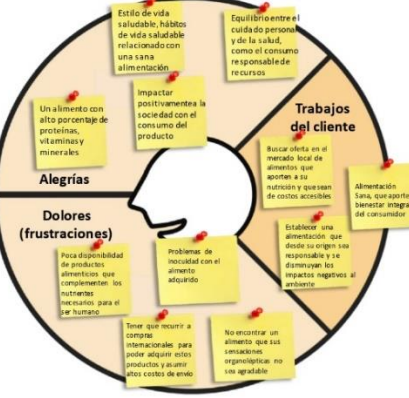 Estilo de vida
saludable, hábitos
de vida saludable
relacionado con
una sana
alimentación
Equilibrio entre el
cuidado personal
y de la salud,
como el consumo
responsable de
recursos
Un alimento con
alto porcentaje de
proteínas,
vitaminas y
minerales
Impactar
positivamente a la
sociedad con el
consumo del
producto
Alegrías
Trabajos
del cliente
Buscar oferta en el
mercado local de
alimentos que
aporten a su
nutrición y que sean
de costos accesibles
Alimentación
Sana, que aporte
bienestar integra
del consumidor
Establecer una
alimentación que
desde su origen sea
responsable y se
disminuyan los
impactos negativos al
ambiente
Dolores
(frustraciones)
Poca disponibilidad
de productos
alimenticios que
complementen los
nutrientes
necesarios para el
ser humano
Problemas de
inocuidad con el
alimento
adquirido
Tener que recurrir a
compras
internacionales para
poder adquirir estos
productos y asumir
altos costos de envío
No encontrar un
alimento que sus
sensaciones
organolépticas no
sea agradable